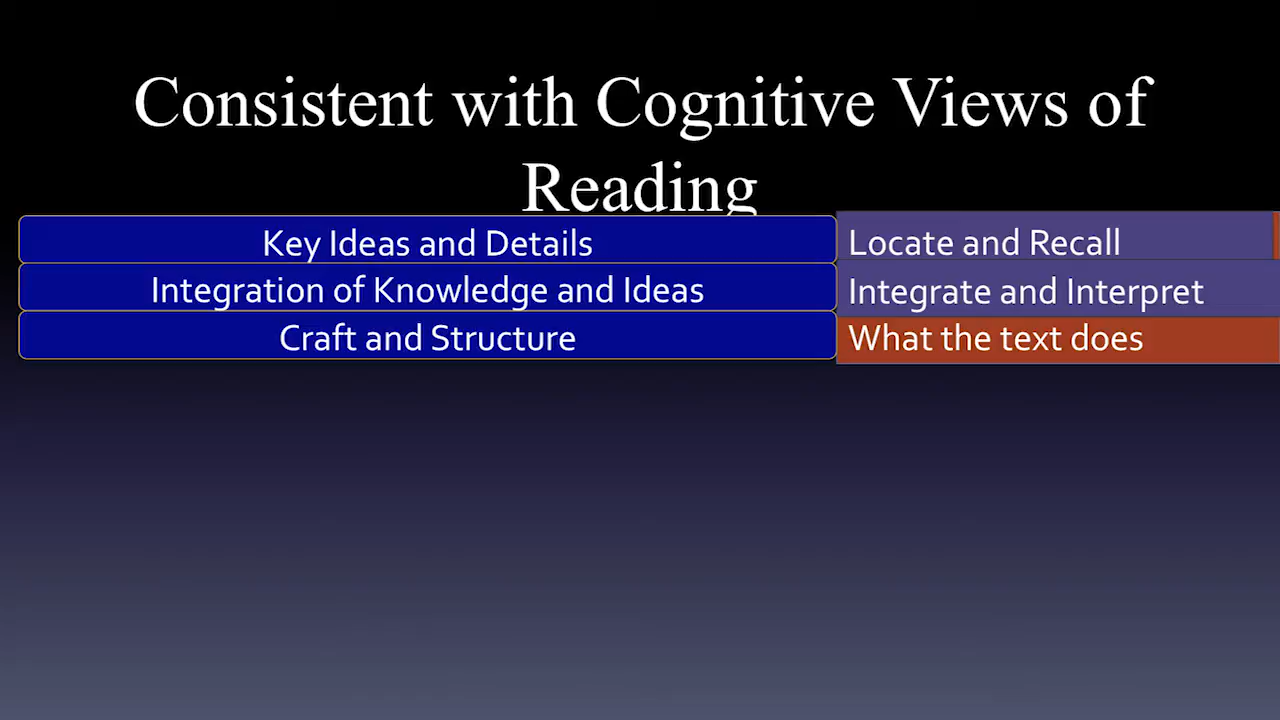 Consistent with Cognitive Views of
Reading
Key Ideas and Details
Locate and Recall
Integration of Knowledge and Ideas
Integrate and Interpret
Craft and Structure
What the text does